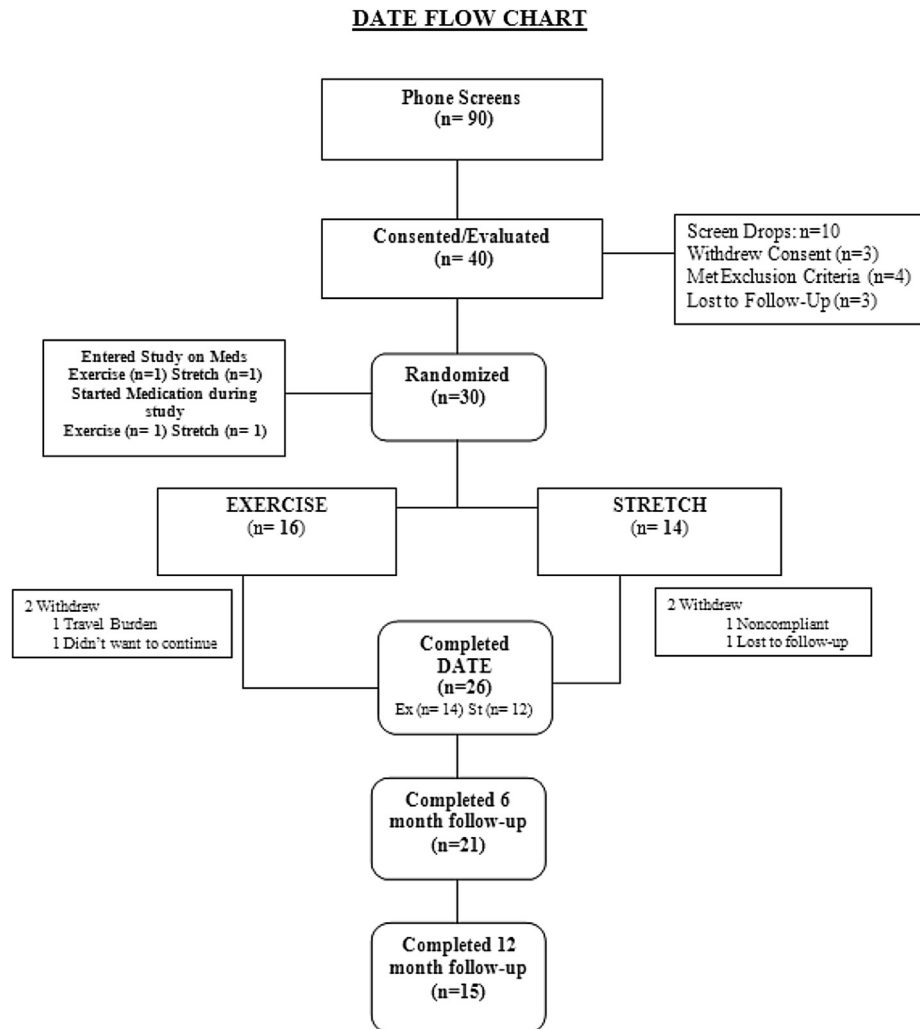 DATE FLOW CHART
Phone Screens
(n= 90)
Consented/Evaluated
(n= 40)
Screen Drops: n=10
Withdrew Consent (n=3)
Met Exclusion Criteria (n=4)
Lost to Follow-Up (n=3)
Entered Study on Meds
Exercise (n=1) Stretch (n=1)
Started Medication during
study
Exercise (n= 1) Stretch (n= 1)
Randomized
(n=30)
EXERCISE
(n= 16)
STRETCH
(n= 14)
2 Withdrew
1 Travel Burden
1 Didn't want to continue
2 Withdrew
1 Noncompliant
1 Lost to follow-up
Completed
DATE
(n=26)
Ex (n= 14) St (n= 12)
Completed 6
month follow-up
(n=21)
Completed 12
month follow-up
(n=15)